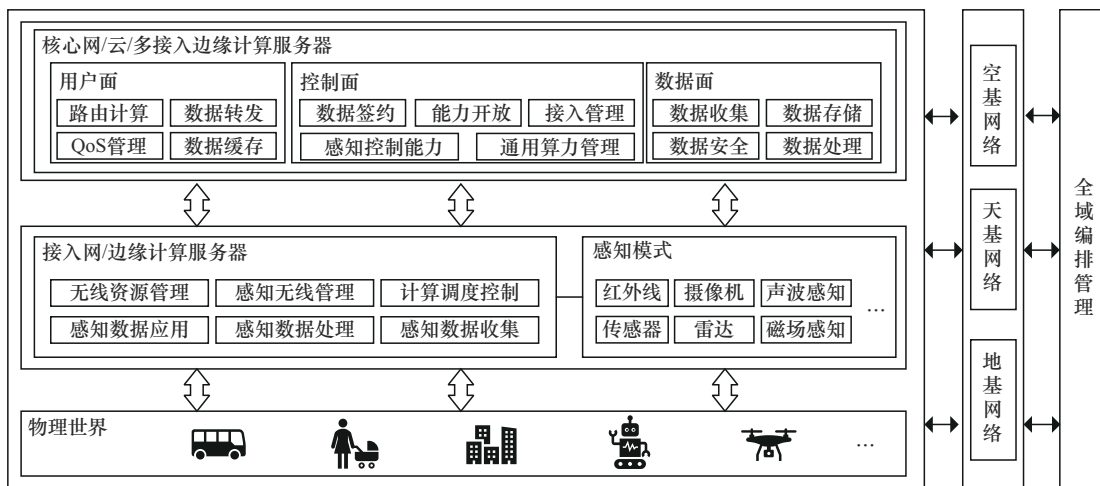 核心网/云/多接入边缘计算服务器
用户面
路由计算
数据转发
QoS管理
数据缓存
控制面
数据签约
能力开放
接入管理
感知控制能力
通用算力管理
数据面
数据收集
数据存储
数据安全
数据处理
接入网/边缘计算服务器
无线资源管理
感知无线管理
计算调度控制
感知数据应用
感知数据处理
感知数据收集
感知模式
红外线
摄像机
声波感知
传感器
雷达
磁场感知
…
物理世界
…
空基网络
天基网络
地基网络
全域编排管理